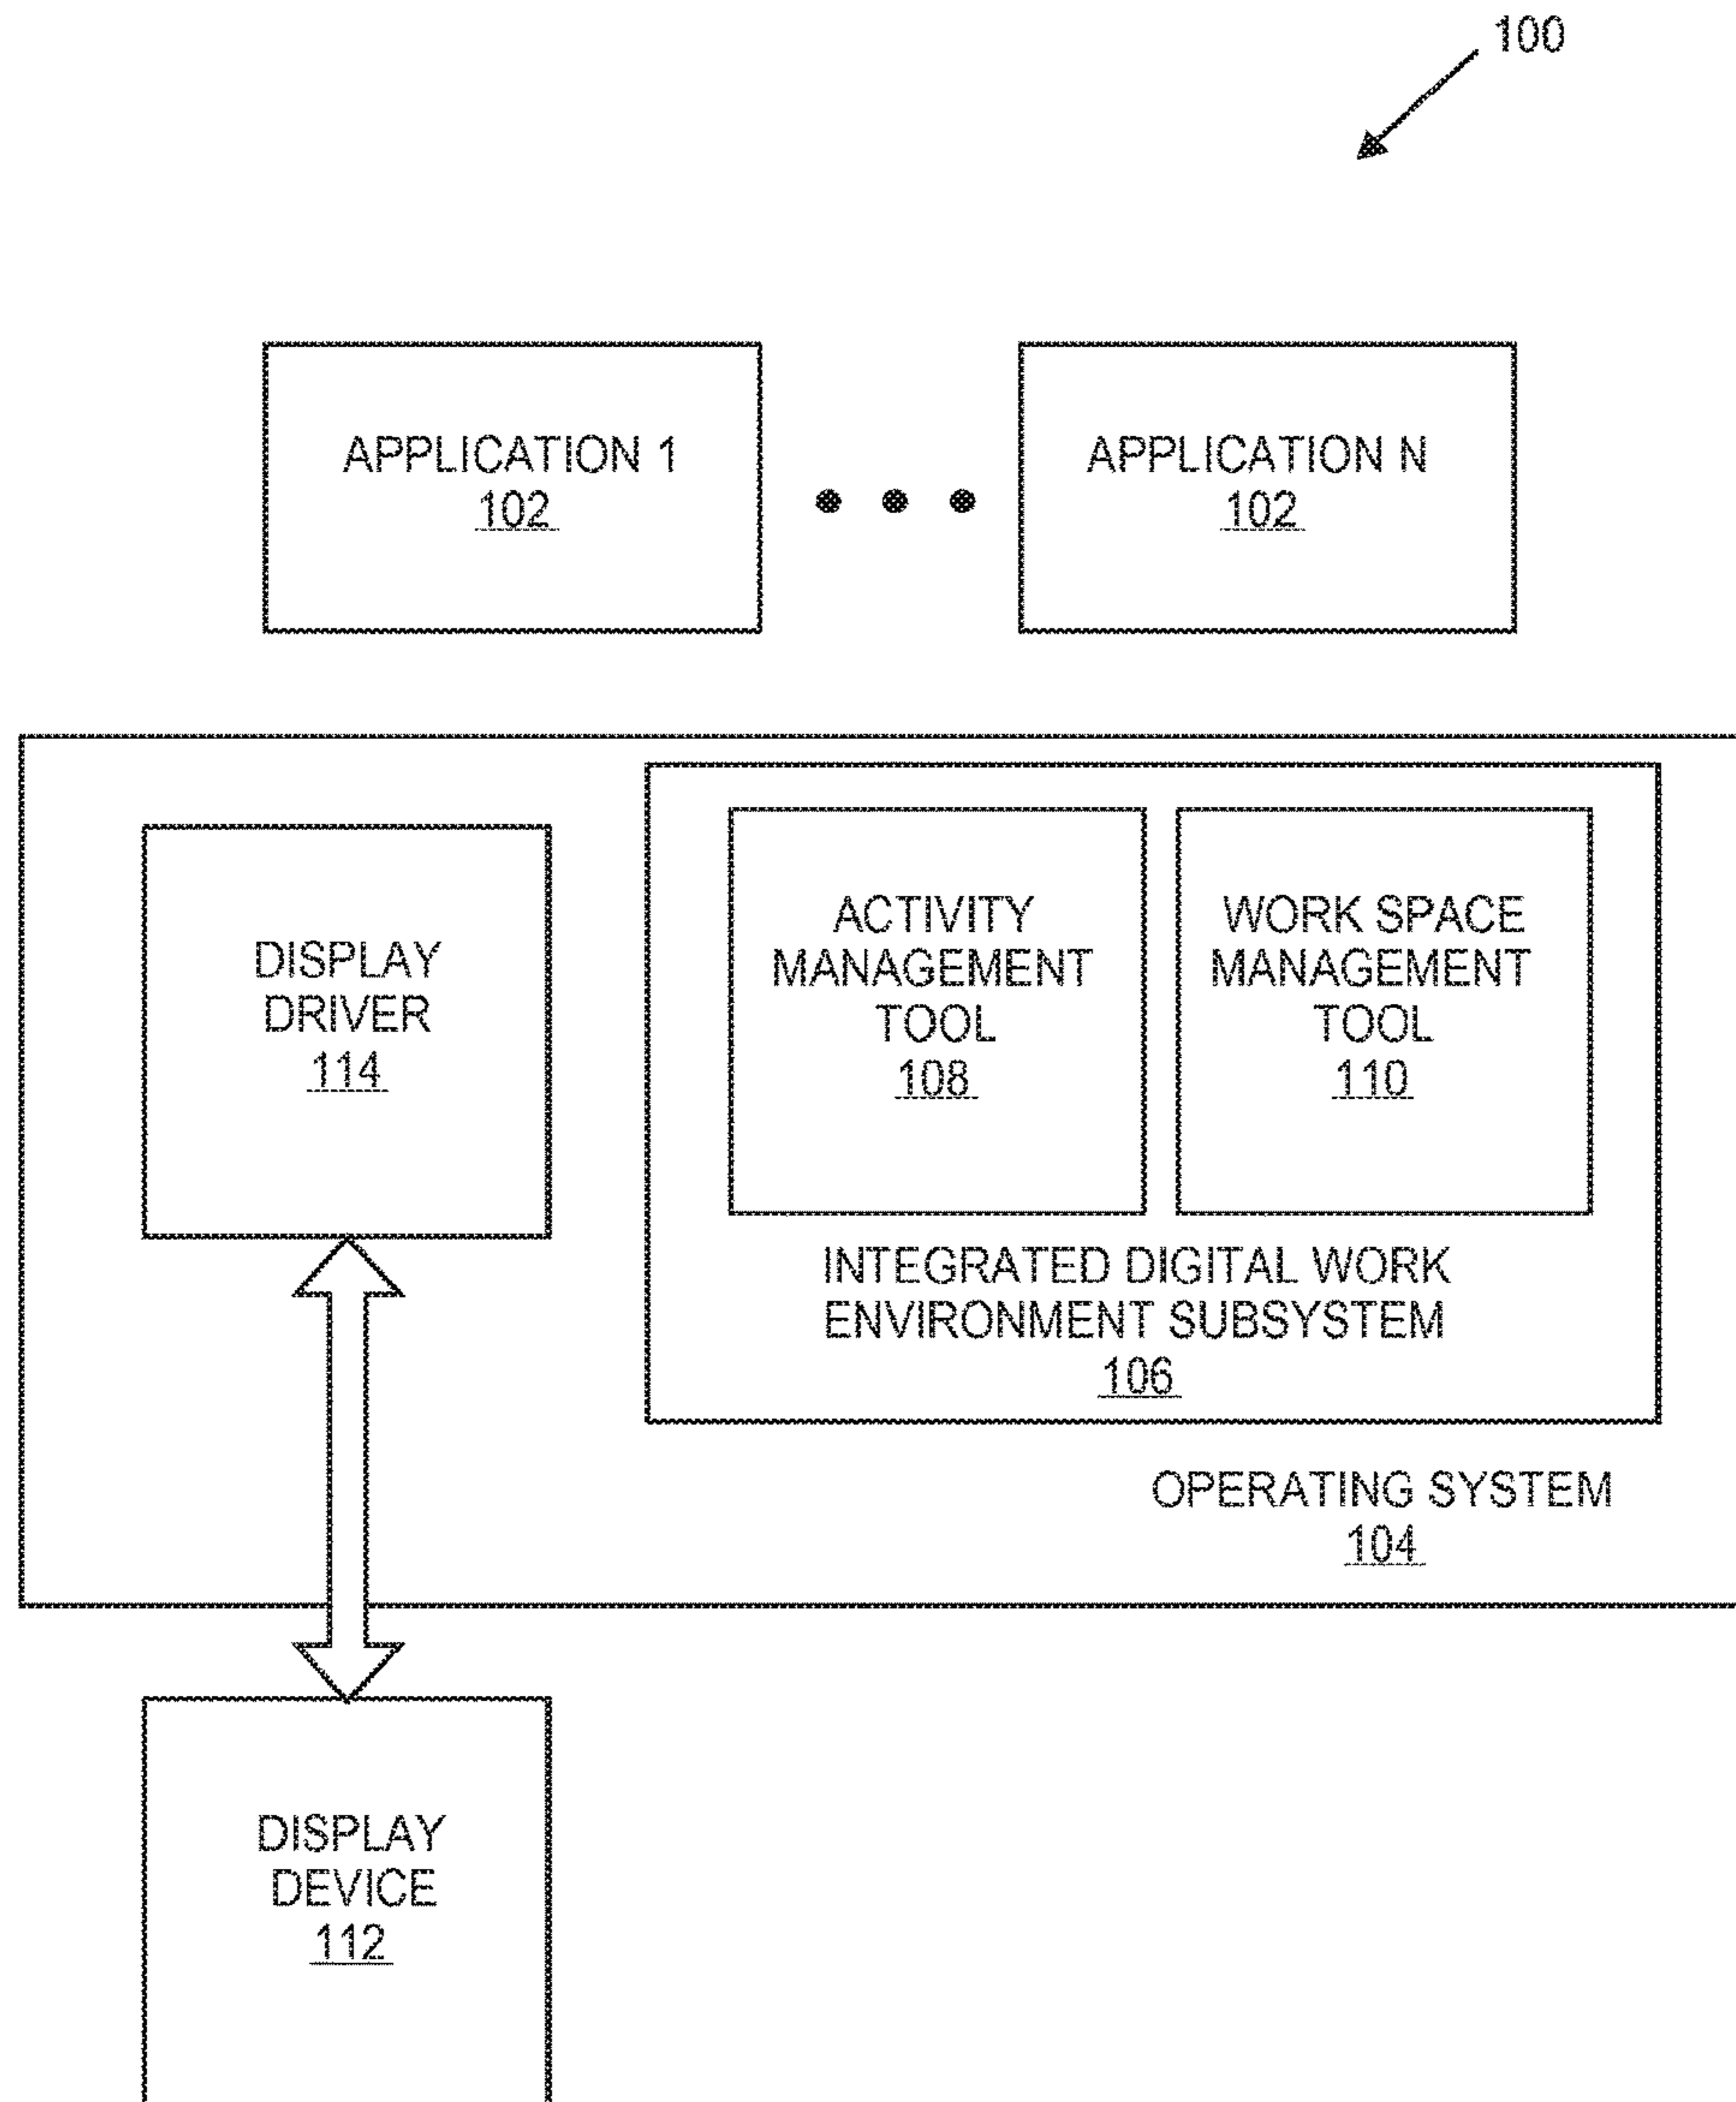 100
APPLICATION 1
102
APPLICATION N
102
DISPLAY
DRIVER
114
ACTIVITY
MANAGEMENT
TOOL
108
WORK SPACE
MANAGEMENT
TOOL
110
INTEGRATED DIGITAL WORK
ENVIRONMENT SUBSYSTEM
106
OPERATING SYSTEM
104
DISPLAY
DEVICE
112